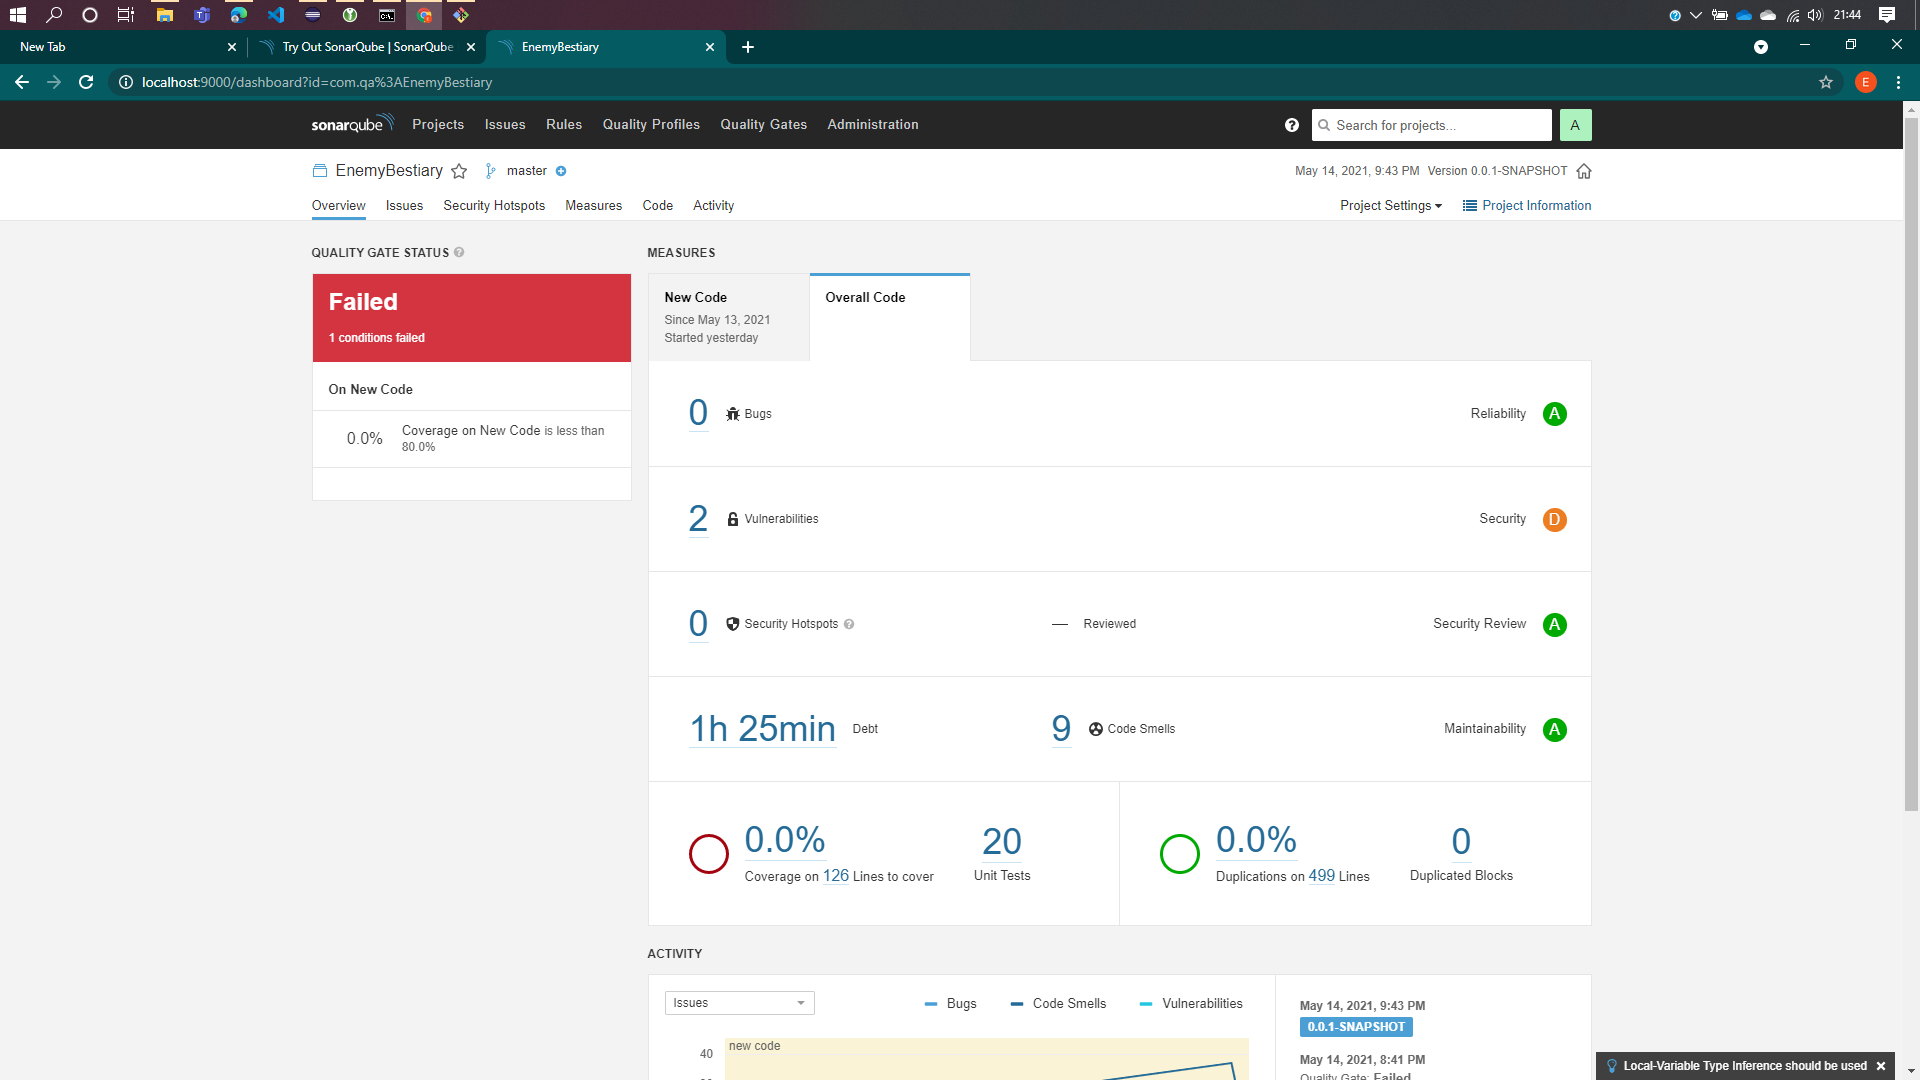 21:44
New Tab
Try Out SonarQube | SonarQube
EnemyBestiary
localhost:9000/dashboard?id=com.qa%3AEnemyBestiary
E
sonarqube
Projects
Issues
Rules
Quality Profiles
Quality Gates
Administration
Search for projects...
A
EnemyBestiary
master
May 14, 2021, 9:43 PM Version 0.0.1-SNAPSHOT
Overview
Issues
Security Hotspots
Measures
Code
Activity
Project Settings
Project Information
QUALITY GATE STATUS
MEASURES
Failed
1 conditions failed
On New Code
0.0%
Coverage on New Code is less than
80.0%
New Code
Since May 13, 2021
Started yesterday
Overall Code
0 Bugs
Reliability A
2 Vulnerabilities
Security D
0 Security Hotspots
— Reviewed
Security Review A
1h 25min Debt
9 Code Smells
Maintainability A
0.0%
Coverage on 126 Lines to cover
20
Unit Tests
0.0%
Duplications on 499 Lines
0
Duplicated Blocks
ACTIVITY
Issues
Bugs
Code Smells
Vulnerabilities
new code
40
May 14, 2021, 9:43 PM
0.0.1-SNAPSHOT
May 14, 2021, 8:41 PM
Quality Gate: Failed
Local-Variable Type Inference should be used